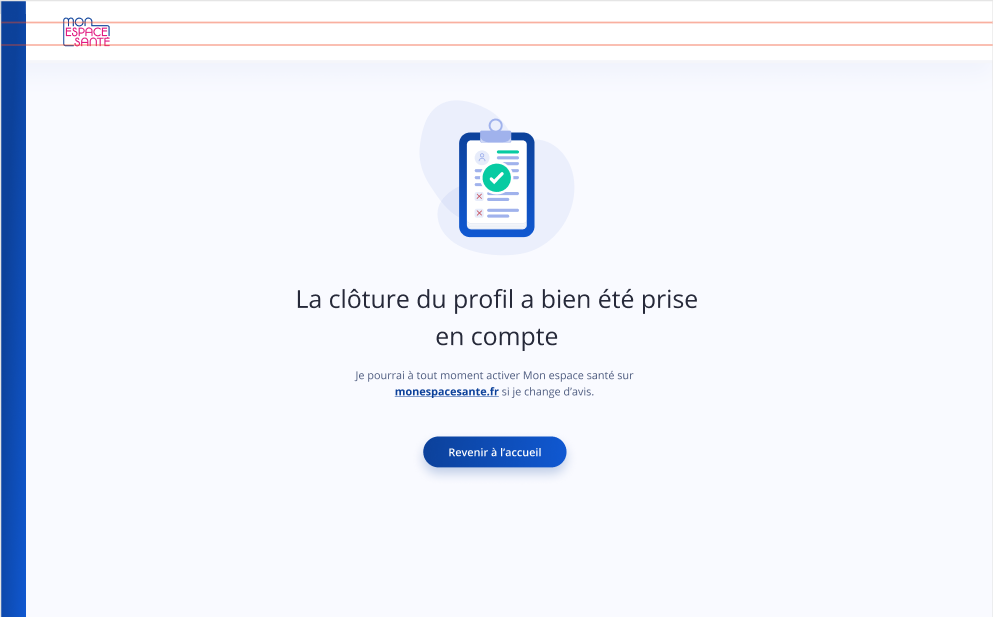 MON
ESPACE
SANTÉ
La clôture du profil a bien été prise
en compte
Je pourrai à tout moment activer Mon espace santé sur
monespacesante.fr si je change d’avis.
Revenir à l’accueil